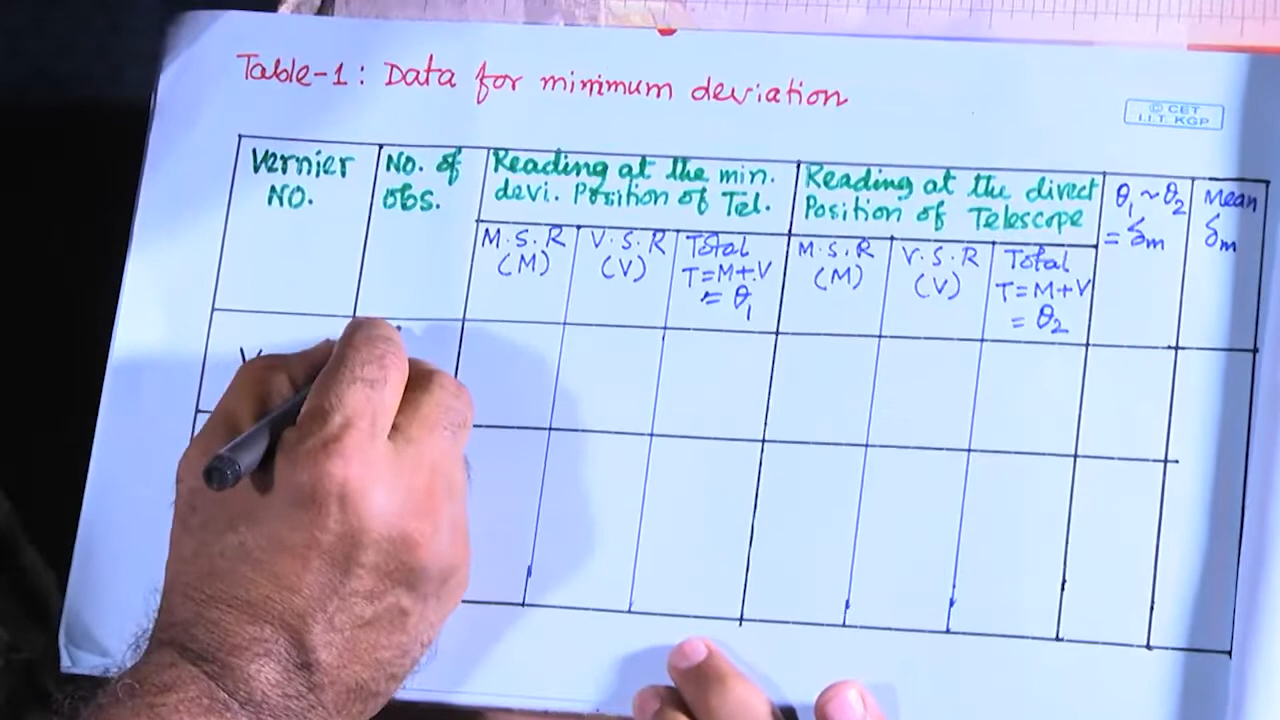 Table-1: Data for minimum deviation
© CET
I.I.T. KGP
Vernier
NO.
No. of
obs.
Reading at the min.
devi. Position of Tel.
Reading at the direct
Position of Telescope
θ₁ ~ θ₂
= δm
Mean
δm
M.S.R
(M)
V.S.R
(V)
Total
T=M+V
= θ₁
M.S.R
(M)
V.S.R
(V)
Total
T=M+V
= θ₂
V